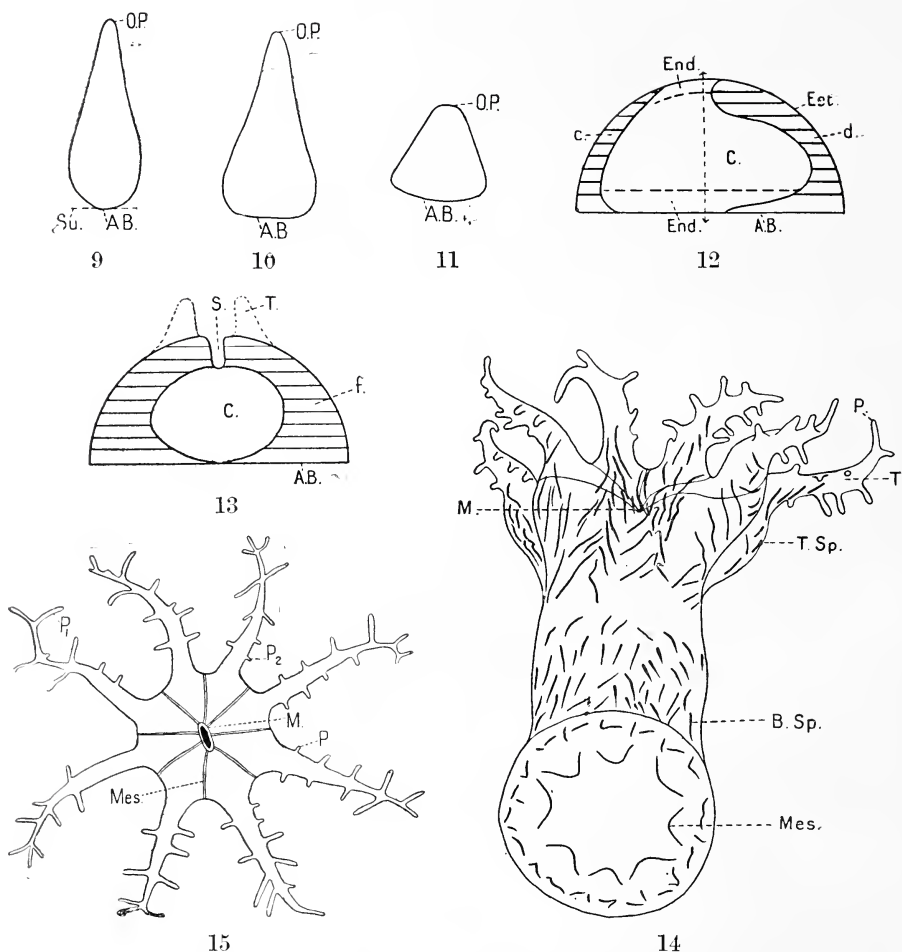 O.P.
Su.
A.B.
9
O.P.
A.B
10
O.P.
A.B.
11
End.
Ect.
c.
d.
C.
End.
A.B.
12
S.
T.
f.
C.
A.B.
13
P.
T
M.
T. Sp.
B. Sp.
Mes.
14
P1
P2
M.
P
Mes.
15